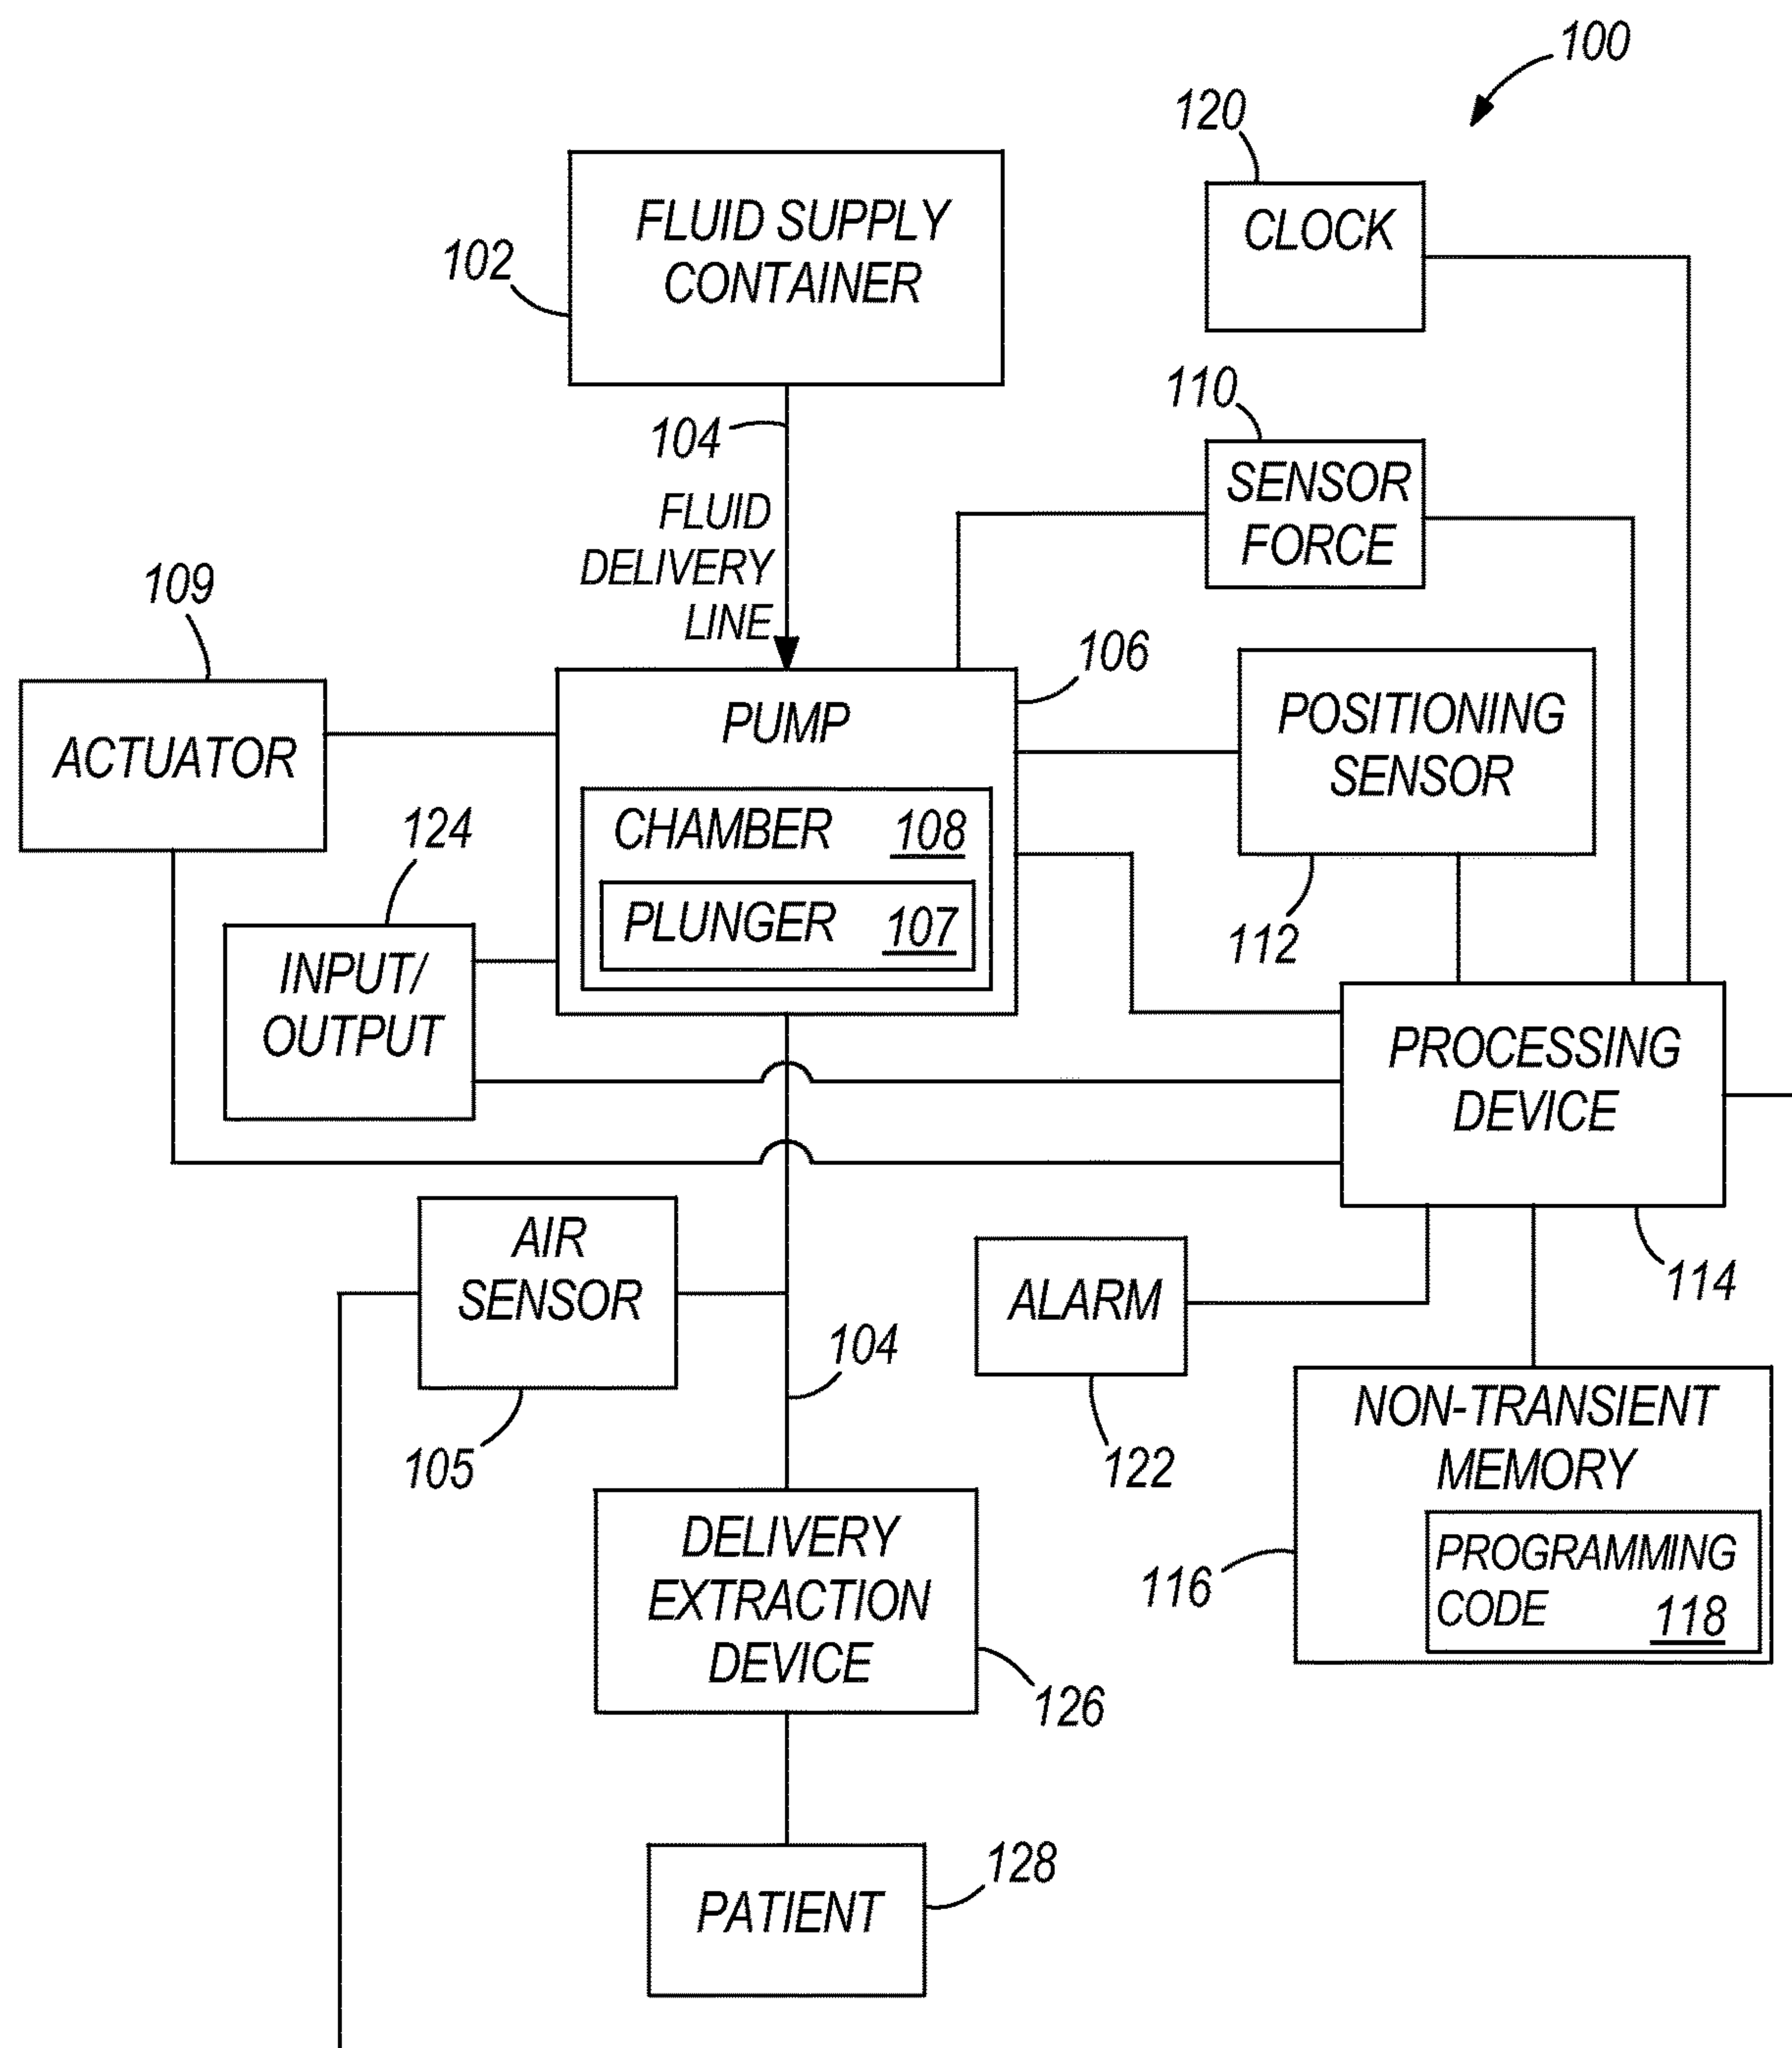 100
120
CLOCK
FLUID SUPPLY
CONTAINER
102
110
SENSOR
FORCE
104
FLUID
DELIVERY
LINE
109
ACTUATOR
106
PUMP
CHAMBER 108
PLUNGER 107
POSITIONING
SENSOR
112
124
INPUT/
OUTPUT
PROCESSING
DEVICE
114
AIR
SENSOR
105
104
ALARM
122
NON-TRANSIENT
MEMORY
116
PROGRAMMING
CODE 118
DELIVERY
EXTRACTION
DEVICE
126
128
PATIENT